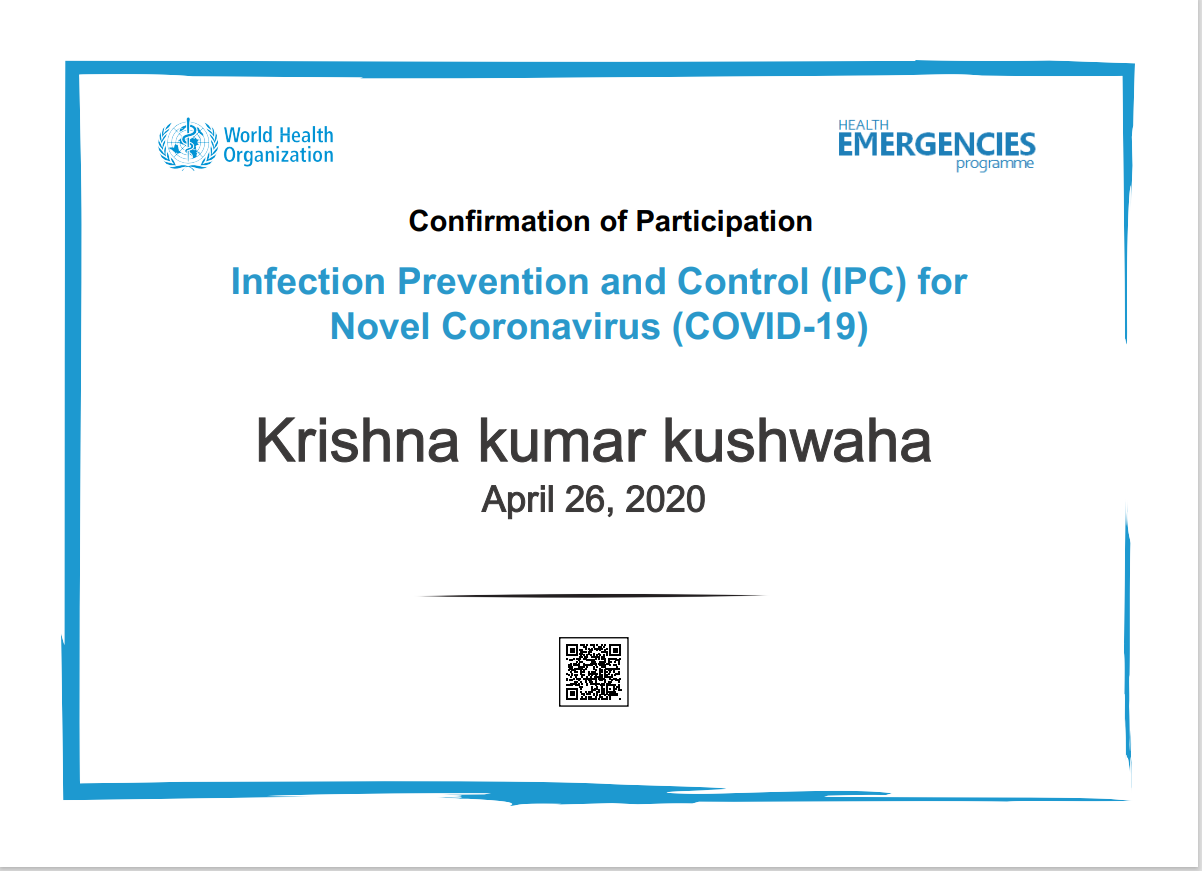 World Health
Organization
HEALTH
EMERGENCIES
programme
Confirmation of Participation
Infection Prevention and Control (IPC) for
Novel Coronavirus (COVID-19)
Krishna kumar kushwaha
April 26, 2020